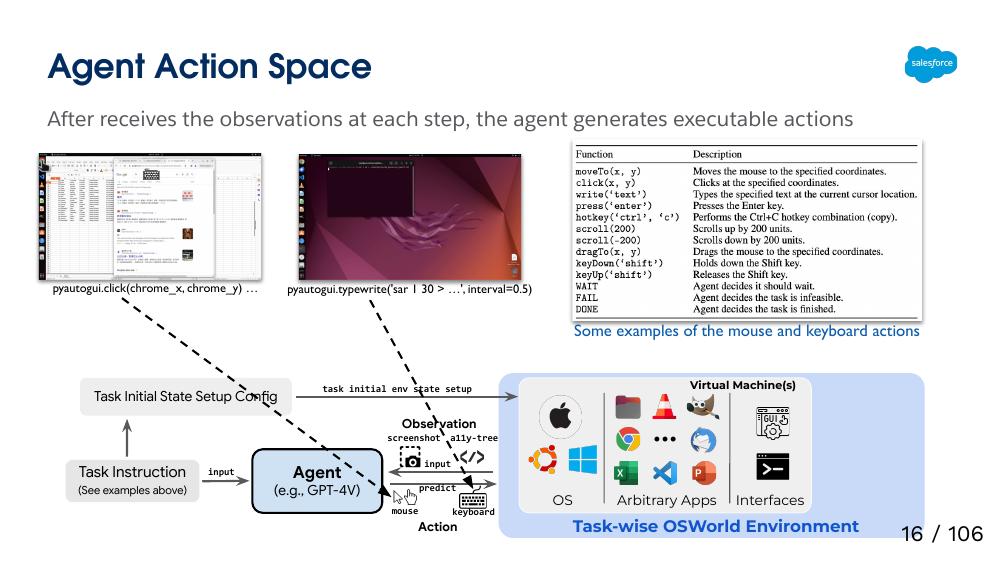 Agent Action Space
salesforce
After receives the observations at each step, the agent generates executable actions
pyautogui.click(chrome_x, chrome_y) …
pyautogui.typewrite('sar 1 30 > …', interval=0.5)
Function Description
moveTo(x, y) Moves the mouse to the specified coordinates.
click(x, y) Clicks at the specified coordinates.
write('text') Types the specified text at the current cursor location.
press('enter') Presses the Enter key.
hotkey('ctrl', 'c') Performs the Ctrl+C hotkey combination (copy).
scroll(200) Scrolls up by 200 units.
scroll(-200) Scrolls down by 200 units.
dragTo(x, y) Drags the mouse to the specified coordinates.
keyDown('shift') Holds down the Shift key.
keyUp('shift') Releases the Shift key.
WAIT Agent decides it should wait.
FAIL Agent decides the task is infeasible.
DONE Agent decides the task is finished.
Some examples of the mouse and keyboard actions
Task Initial State Setup Config
task initial env state setup
Virtual Machine(s)
Observation
screenshot a11y-tree
Task Instruction
(See examples above)
input
Agent
(e.g., GPT-4V)
input
predict
mouse
keyboard
Action
GUI
OS
Arbitrary Apps
Interfaces
Task-wise OSWorld Environment
16 / 106